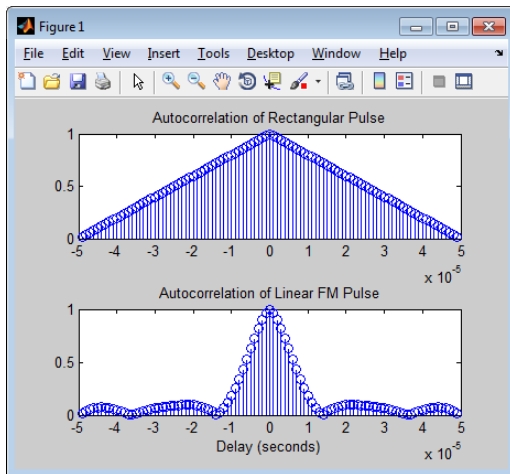 Figure 1
File Edit View Insert Tools Desktop Window Help
Autocorrelation of Rectangular Pulse
1
0.5
0
-5 -4 -3 -2 -1 0 1 2 3 4 5
x 10^-5
Autocorrelation of Linear FM Pulse
1
0.5
0
-5 -4 -3 -2 -1 0 1 2 3 4 5
Delay (seconds)
x 10^-5